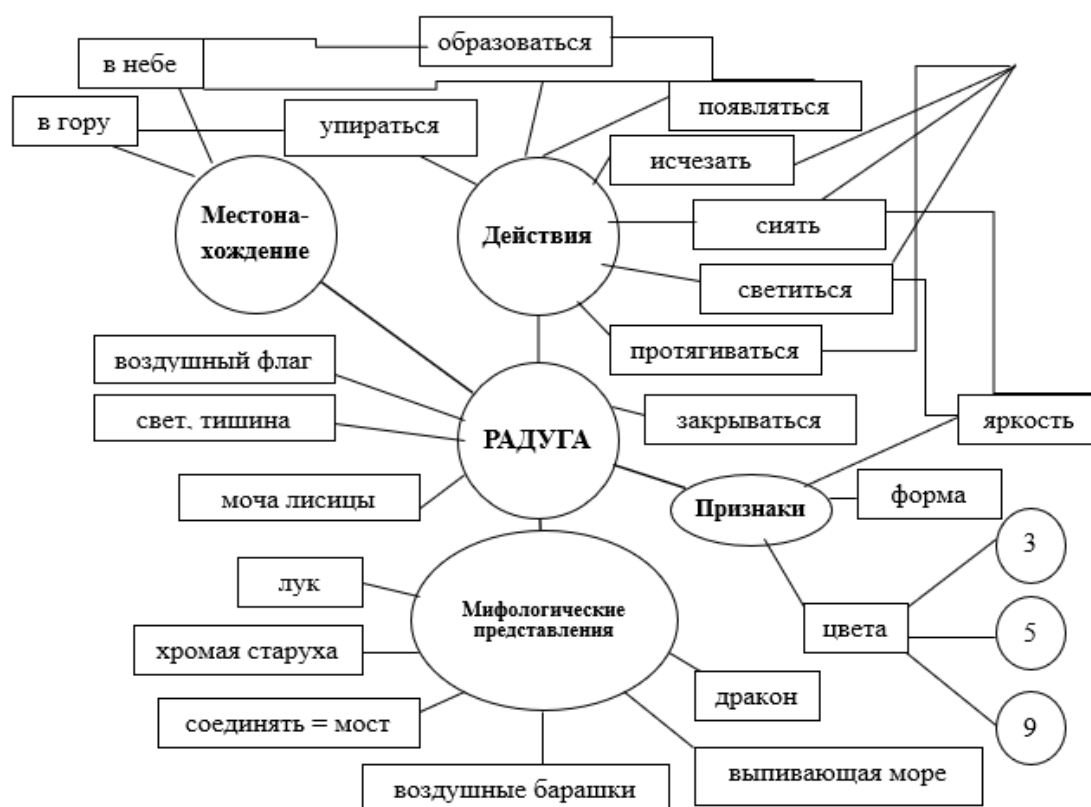 образоваться
в небе
появляться
в гору
упираться
исчезать
Местона-
хождение
Действия
сиять
светиться
протягиваться
воздушный флаг
свет, тишина
РАДУГА
закрываться
яркость
моча лисицы
Признаки
форма
3
лук
Мифологические
представления
цвета
5
хромая старуха
дракон
соединять = мост
9
воздушные барашки
выпивающая море